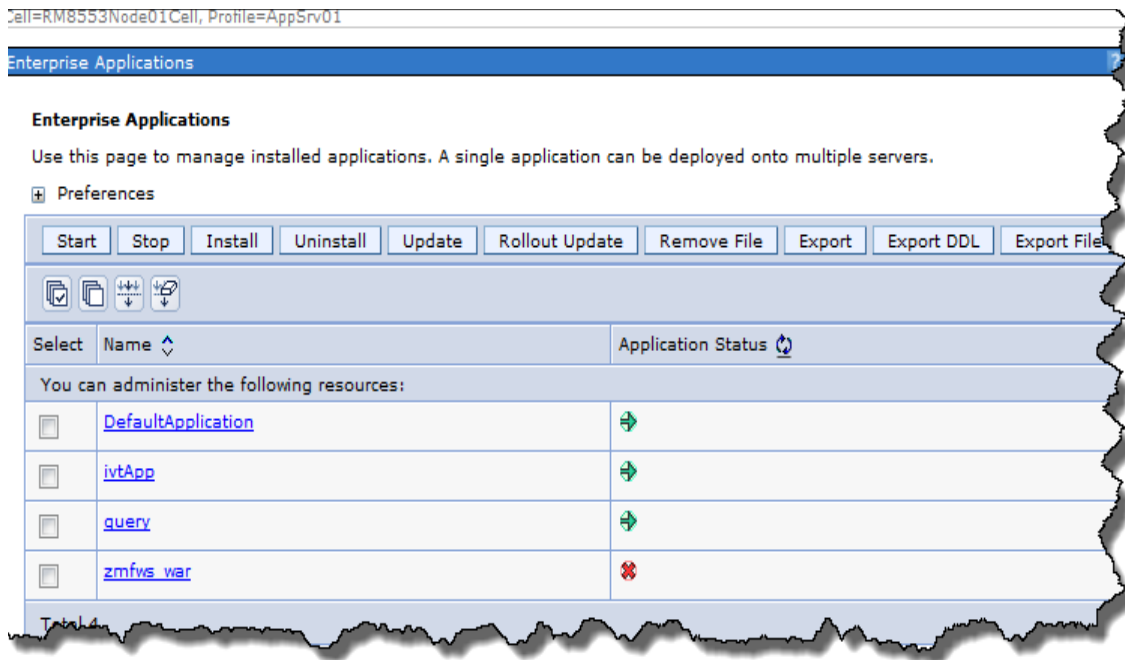 Cell=RM8553Node01Cell, Profile=AppSrv01
Enterprise Applications
?
Enterprise Applications
Use this page to manage installed applications. A single application can be deployed onto multiple servers.
Preferences
Start Stop Install Uninstall Update Rollout Update Remove File Export Export DDL Export File
Select Name Application Status
You can administer the following resources:
DefaultApplication
ivtApp
query
zmfws_war
Total 4